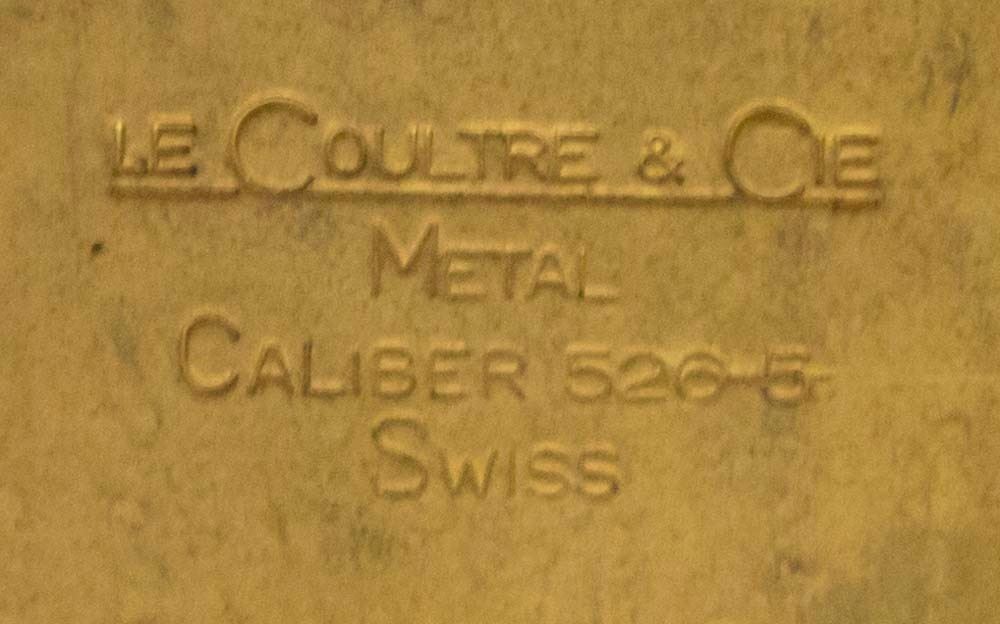 LE COULTRE & CIE
METAL
CALIBER 526-5
SWISS